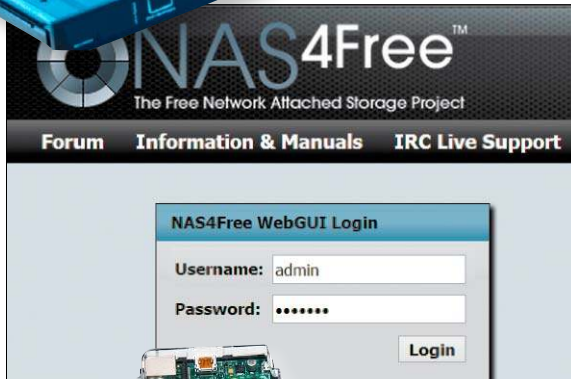 NAS4Free™
The Free Network Attached Storage Project
Forum Information & Manuals IRC Live Support
NAS4Free WebGUI Login
Username: admin
Password: •••••••
Login